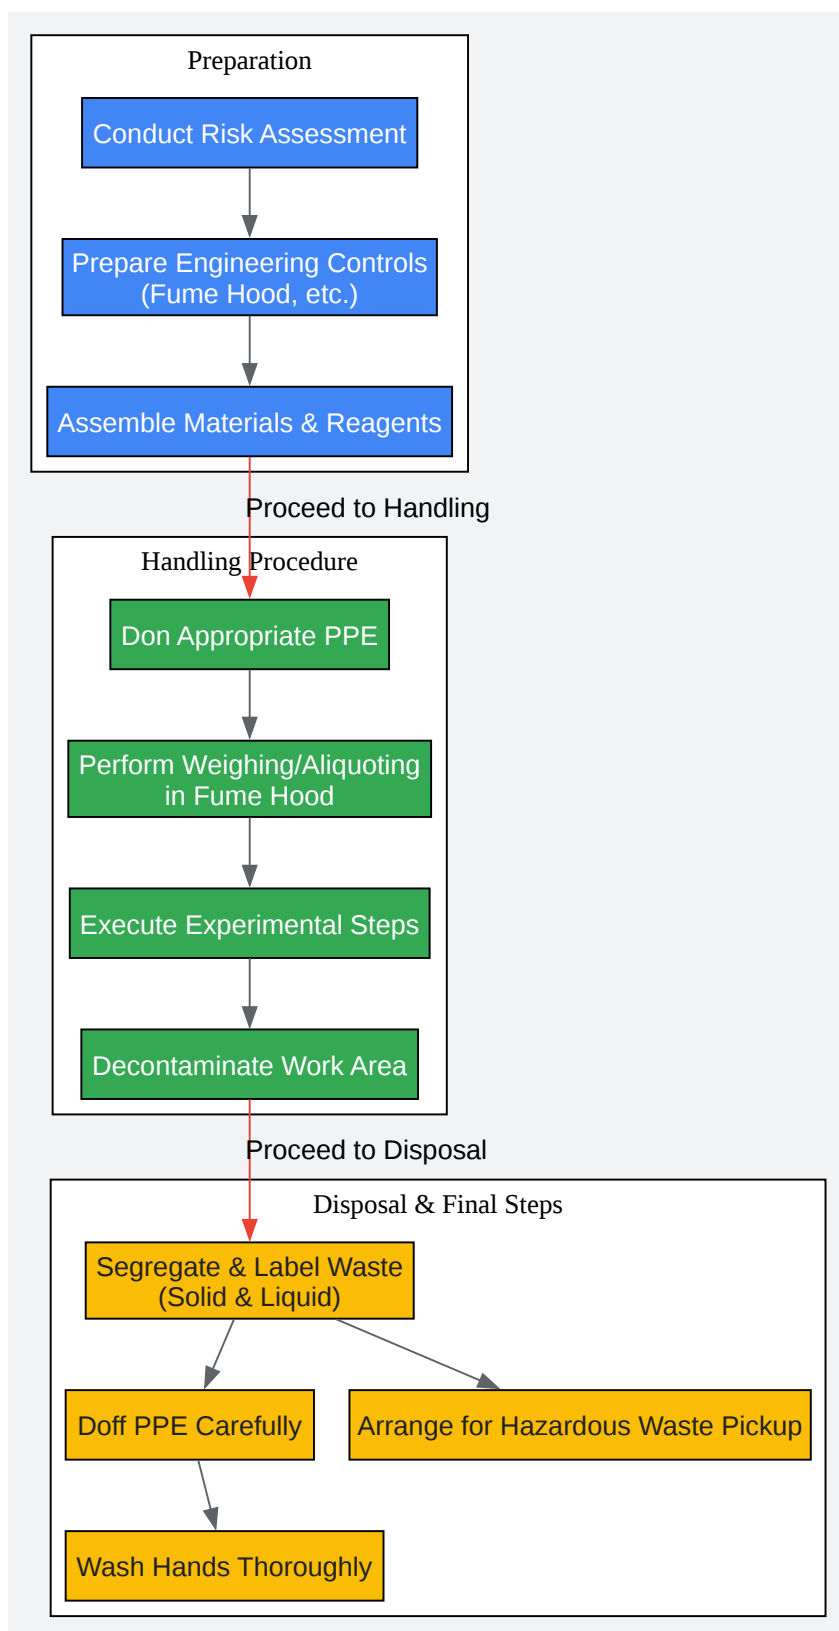 Preparation
Conduct Risk Assessment
Prepare Engineering Controls
(Fume Hood, etc.)
Assemble Materials & Reagents
Proceed to Handling
Handling Procedure
Don Appropriate PPE
Perform Weighing/Aliquoting
in Fume Hood
Execute Experimental Steps
Decontaminate Work Area
Proceed to Disposal
Disposal & Final Steps
Segregate & Label Waste
(Solid & Liquid)
Doff PPE Carefully
Arrange for Hazardous Waste Pickup
Wash Hands Thoroughly